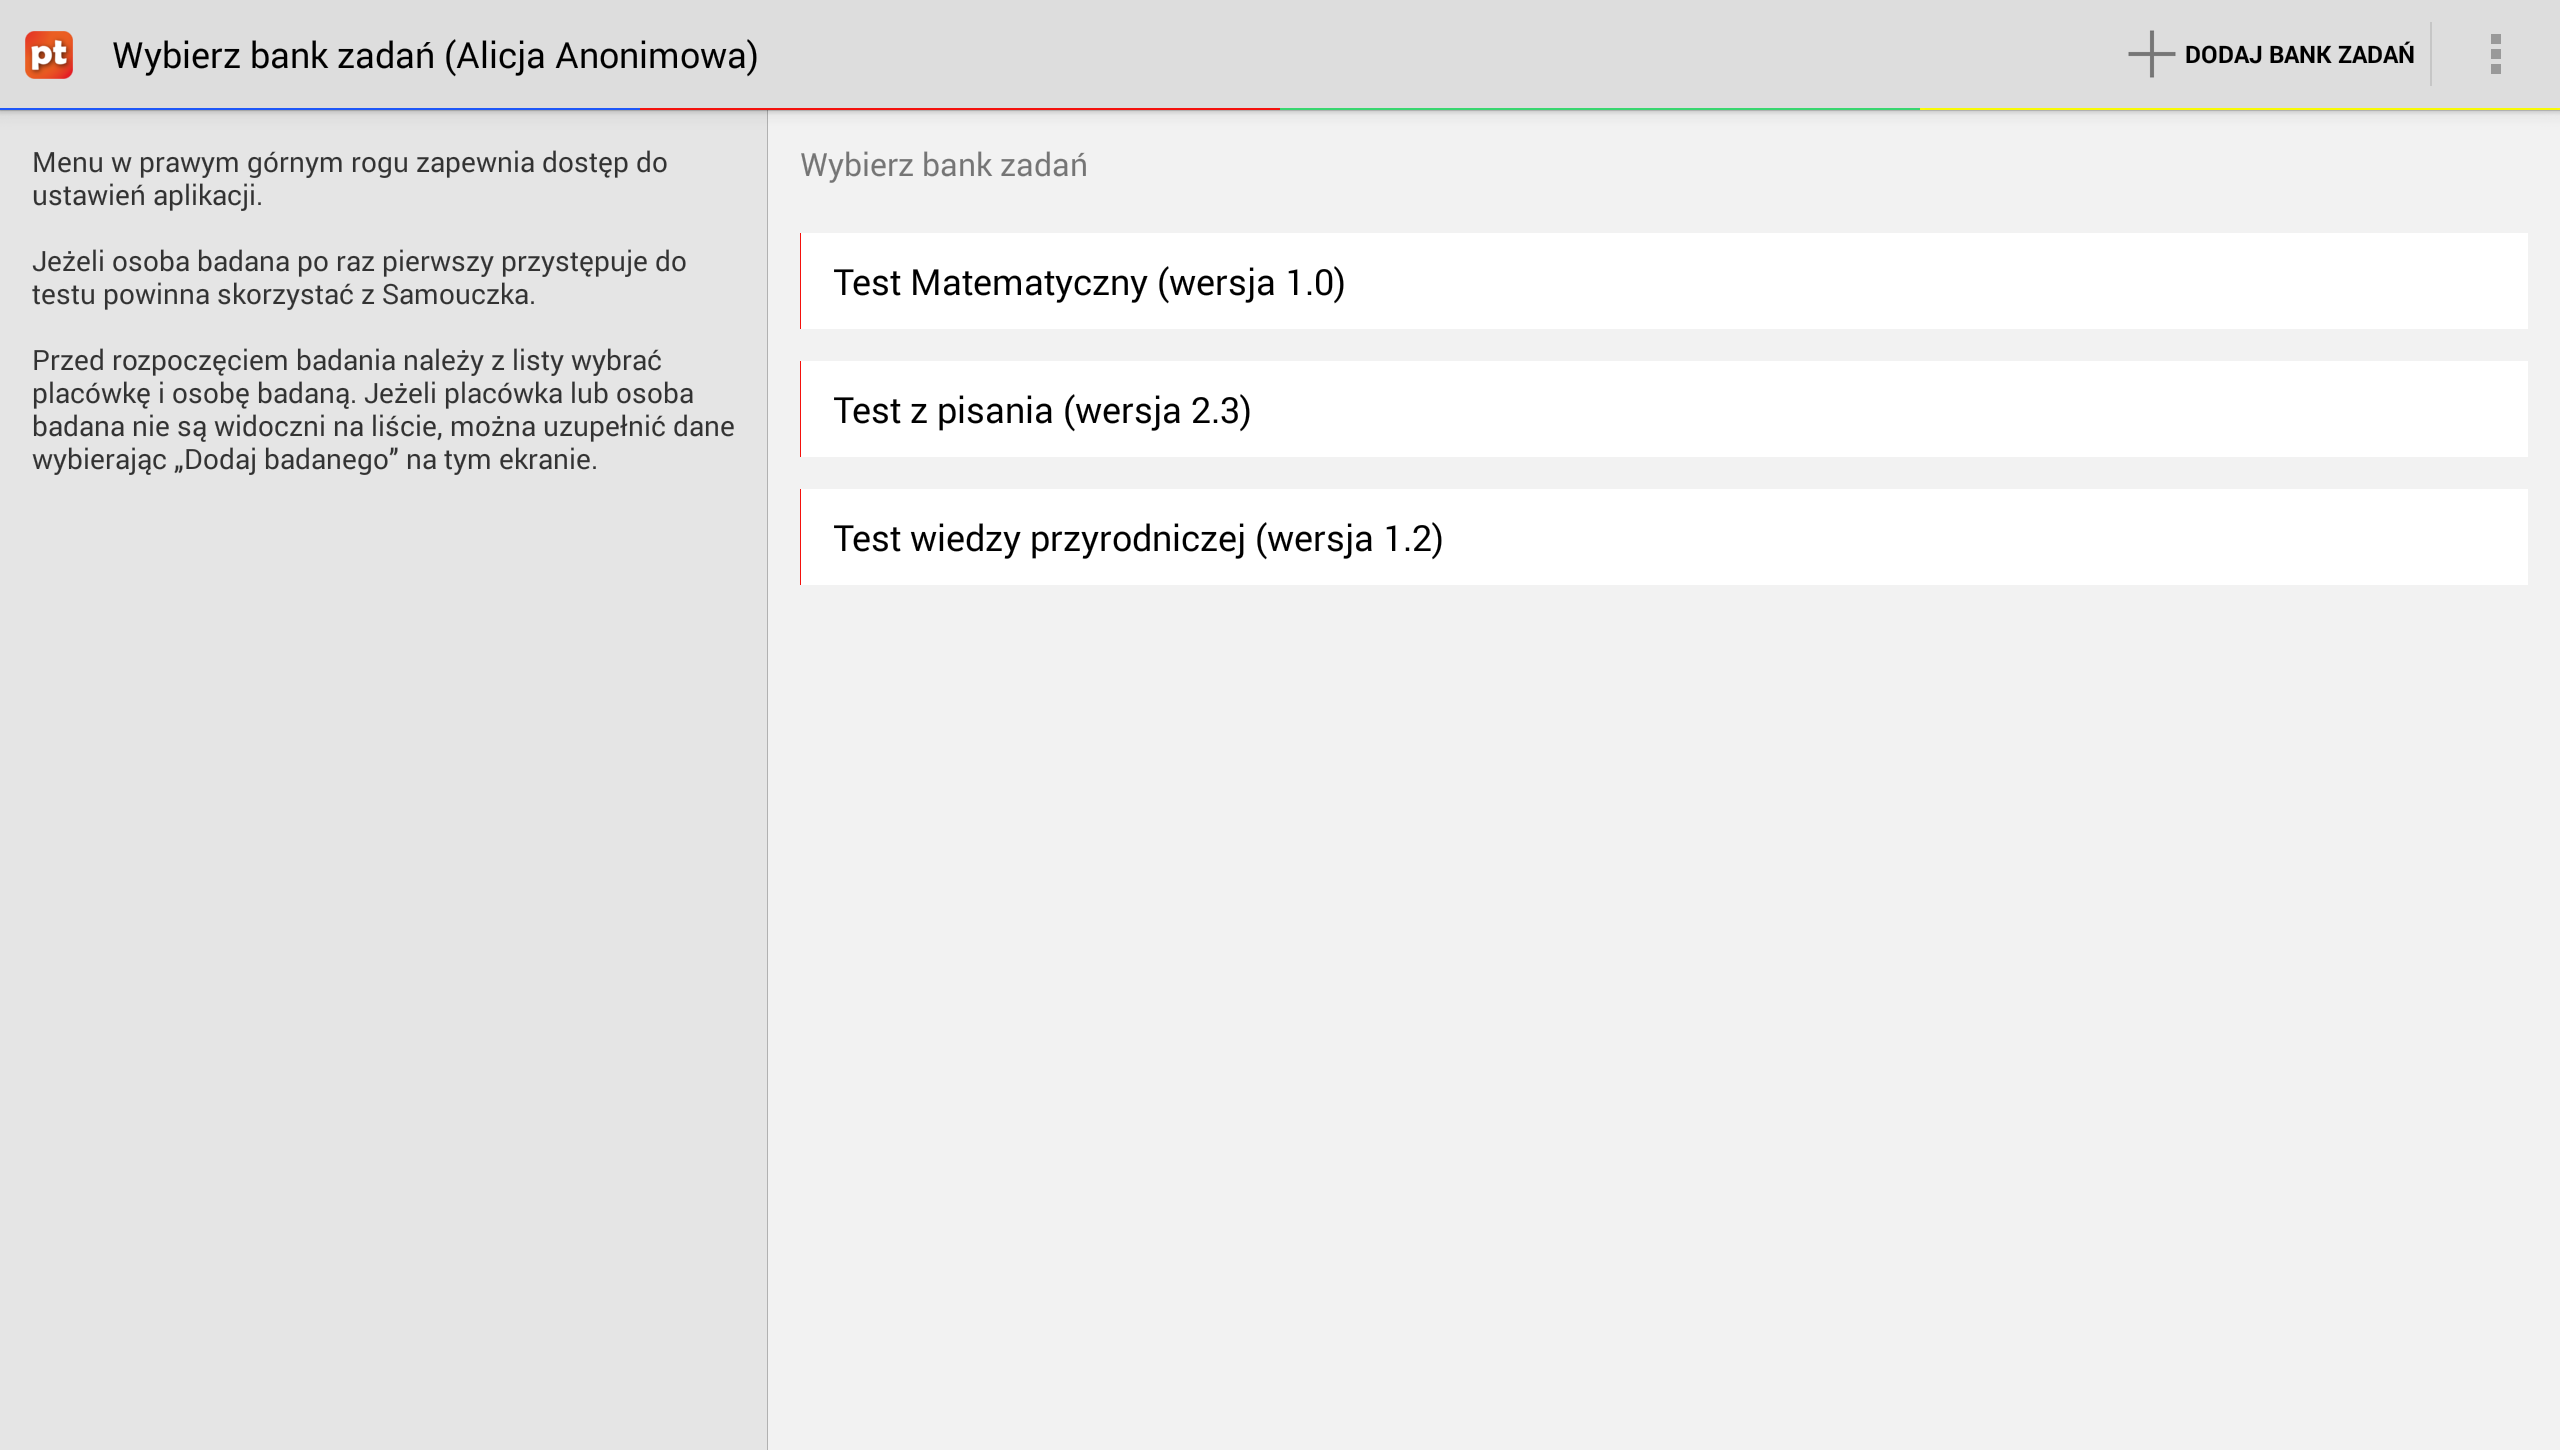 pt
Wybierz bank zadań (Alicja Anonimowa)
DODAJ BANK ZADAŃ
Menu w prawym górnym rogu zapewnia dostęp do
ustawień aplikacji.
Jeżeli osoba badana po raz pierwszy przystępuje do
testu powinna skorzystać z Samouczka.
Przed rozpoczęciem badania należy z listy wybrać
placówkę i osobę badaną. Jeżeli placówka lub osoba
badana nie są widoczni na liście, można uzupełnić dane
wybierając „Dodaj badanego” na tym ekranie.
Wybierz bank zadań
Test Matematyczny (wersja 1.0)
Test z pisania (wersja 2.3)
Test wiedzy przyrodniczej (wersja 1.2)